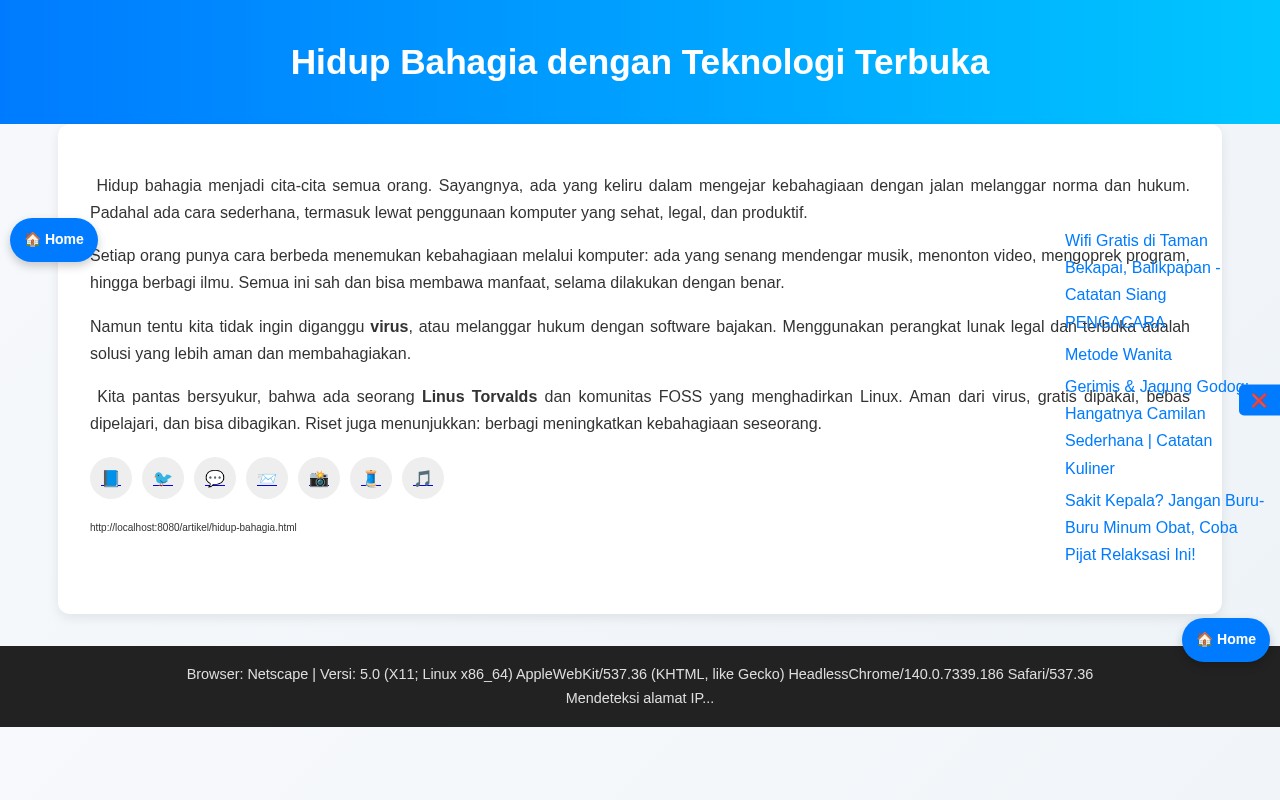 Hidup Bahagia dengan Teknologi Terbuka
Hidup bahagia menjadi cita-cita semua orang. Sayangnya, ada yang keliru dalam mengejar kebahagiaan dengan jalan melanggar norma dan hukum.
Padahal ada cara sederhana, termasuk lewat penggunaan komputer yang sehat, legal, dan produktif.
🏠 Home
Setiap orang punya cara berbeda menemukan kebahagiaan melalui komputer: ada yang senang mendengar musik, menonton video, mengoprek program,
hingga berbagi ilmu. Semua ini sah dan bisa membawa manfaat, selama dilakukan dengan benar.
Namun tentu kita tidak ingin diganggu virus, atau melanggar hukum dengan software bajakan. Menggunakan perangkat lunak legal dan terbuka adalah
solusi yang lebih aman dan membahagiakan.
Kita pantas bersyukur, bahwa ada seorang Linus Torvalds dan komunitas FOSS yang menghadirkan Linux. Aman dari virus, gratis dipakai, bebas
dipelajari, dan bisa dibagikan. Riset juga menunjukkan: berbagi meningkatkan kebahagiaan seseorang.
http://localhost:8080/artikel/hidup-bahagia.html
Wifi Gratis di Taman
Bekapai, Balikpapan -
Catatan Siang
PENGACARA
Metode Wanita
Gerimis & Jagung Godog:
Hangatnya Camilan
Sederhana | Catatan
Kuliner
Sakit Kepala? Jangan Buru-
Buru Minum Obat, Coba
Pijat Relaksasi Ini!
🏠 Home
Browser: Netscape | Versi: 5.0 (X11; Linux x86_64) AppleWebKit/537.36 (KHTML, like Gecko) HeadlessChrome/140.0.7339.186 Safari/537.36
Mendeteksi alamat IP...